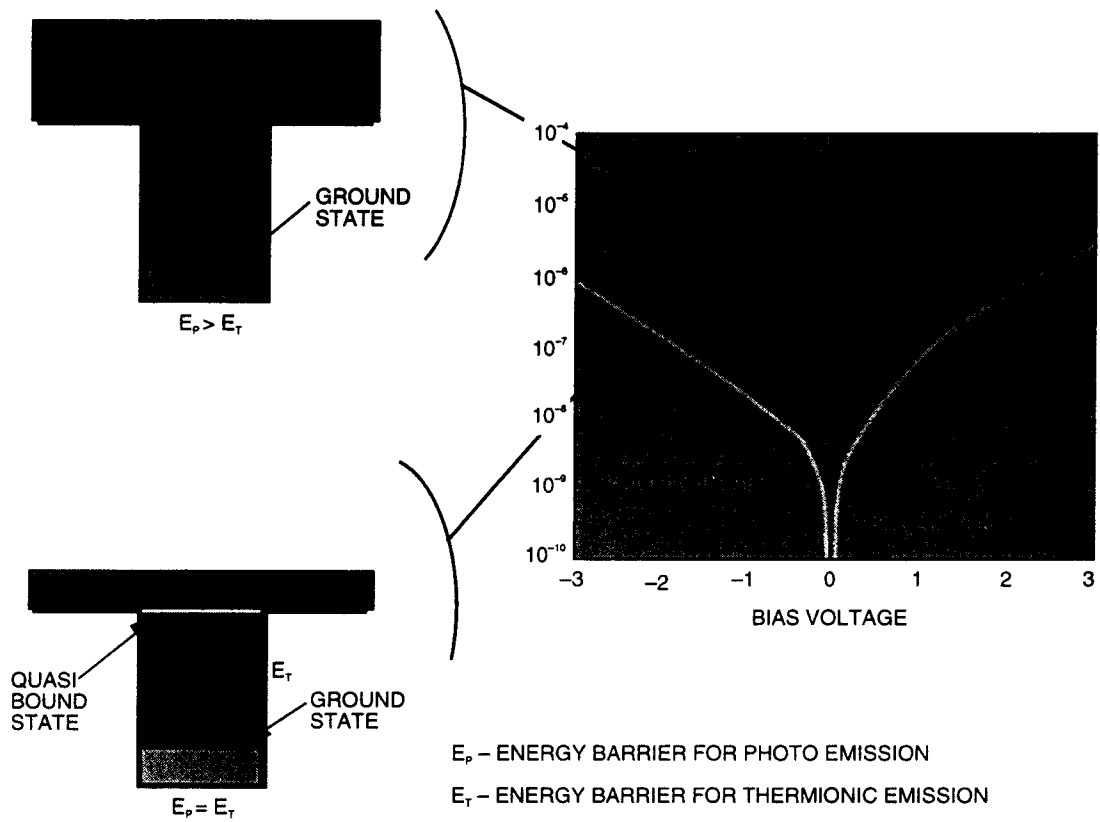 GROUND
STATE
E_P > E_T
QUASI
BOUND
STATE
E_T
GROUND
STATE
E_P = E_T
10⁻⁴
10⁻⁵
10⁻⁶
10⁻⁷
10⁻⁸
10⁻⁹
10⁻¹⁰
-3 -2 -1 0 1 2 3
BIAS VOLTAGE
E_P – ENERGY BARRIER FOR PHOTO EMISSION
E_T – ENERGY BARRIER FOR THERMIONIC EMISSION